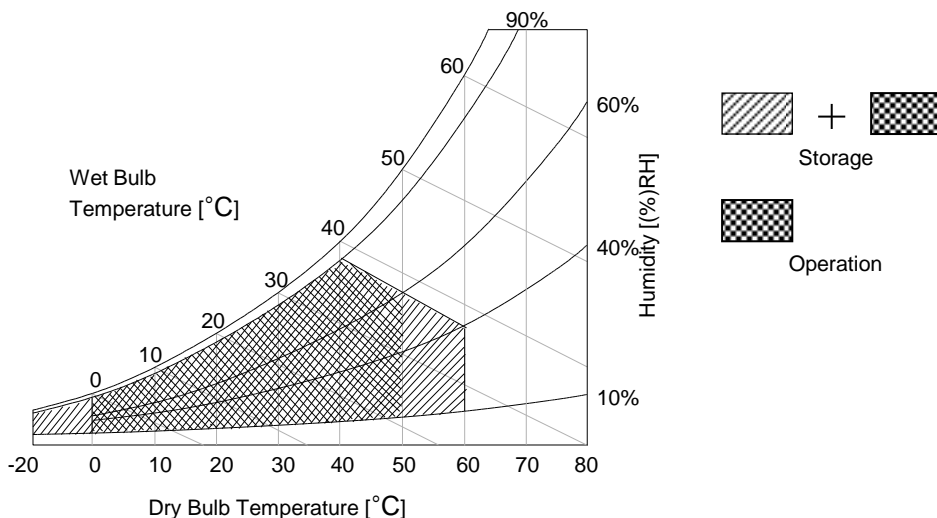 90%
60
60%
50
Wet Bulb
Temperature [°C]
40
40%
30
20
10
0
10%
Humidity [(%)RH]
-20 0 10 20 30 40 50 60 70 80
Dry Bulb Temperature [°C]
+
Storage
Operation